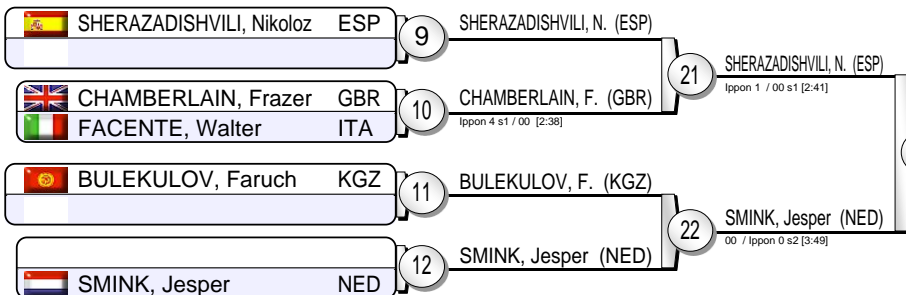 SHERAZADISHVILI, Nikoloz ESP
9
SHERAZADISHVILI, N. (ESP)
CHAMBERLAIN, Frazer GBR
FACENTE, Walter ITA
10
CHAMBERLAIN, F. (GBR)
Ippon 4 s1 / 00 [2:38]
21
SHERAZADISHVILI, N. (ESP)
Ippon 1 / 00 s1 [2:41]
BULEKULOV, Faruch KGZ
11
BULEKULOV, F. (KGZ)
SMINK, Jesper NED
12
SMINK, Jesper (NED)
22
SMINK, Jesper (NED)
00 / Ippon 0 s2 [3:49]